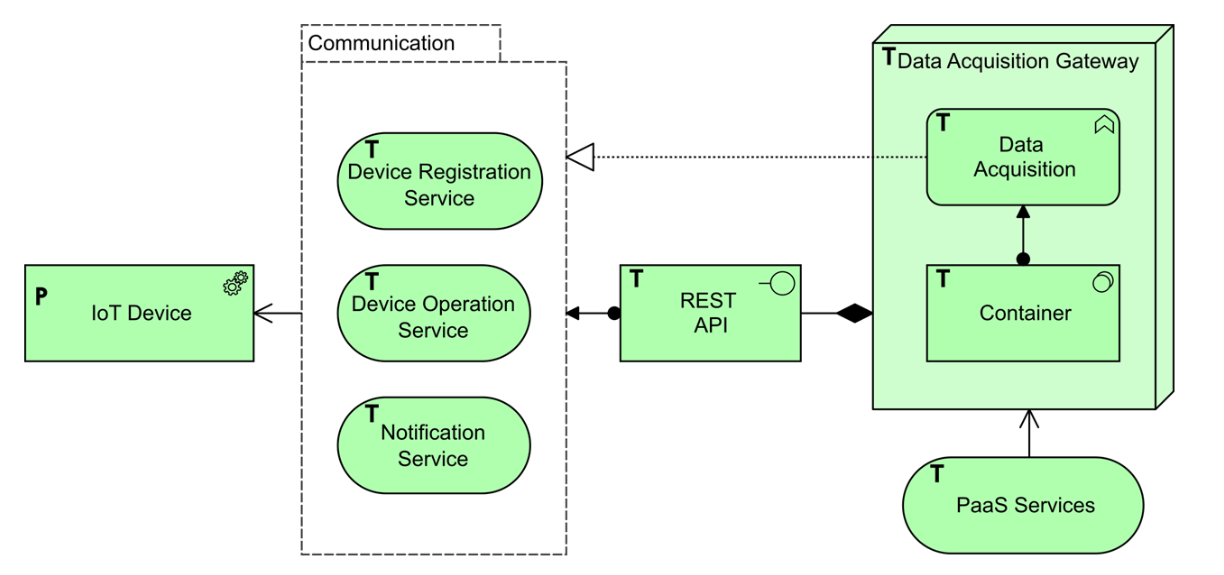 Communication
T
Data Acquisition Gateway
T
Data
Acquisition
T
Device Registration
Service
P
IoT Device
T
Device Operation
Service
T
REST
API
T
Container
T
Notification
Service
T
PaaS Services